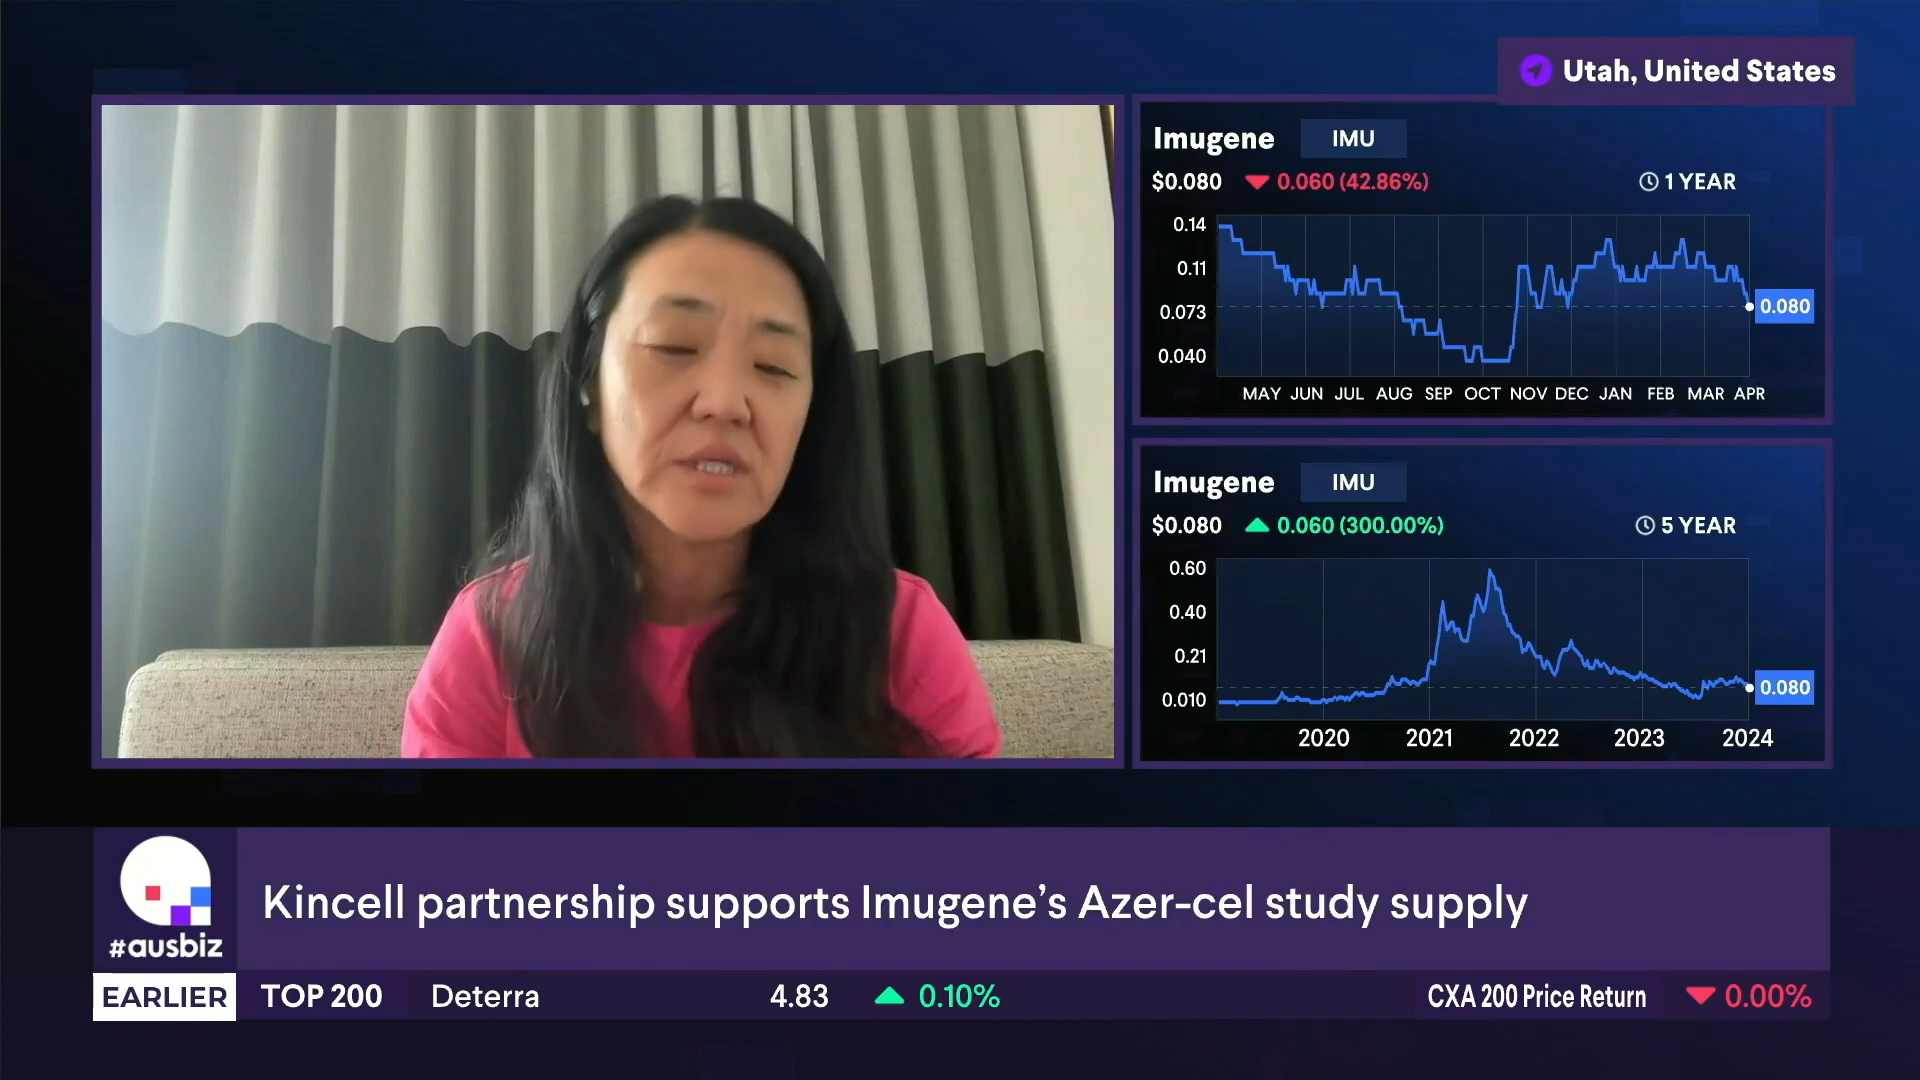 Utah, United States
Imugene IMU
$0.080 0.060 (42.86%) 1 YEAR
0.14
0.11
0.073
0.040
0.080
MAY JUN JUL AUG SEP OCT NOV DEC JAN FEB MAR APR
Imugene IMU
$0.080 0.060 (300.00%) 5 YEAR
0.60
0.40
0.21
0.010
0.080
2020 2021 2022 2023 2024
#ausbiz
Kincell partnership supports Imugene’s Azer-cel study supply
EARLIER TOP 200 Deterra 4.83 0.10% CXA 200 Price Return 0.00%